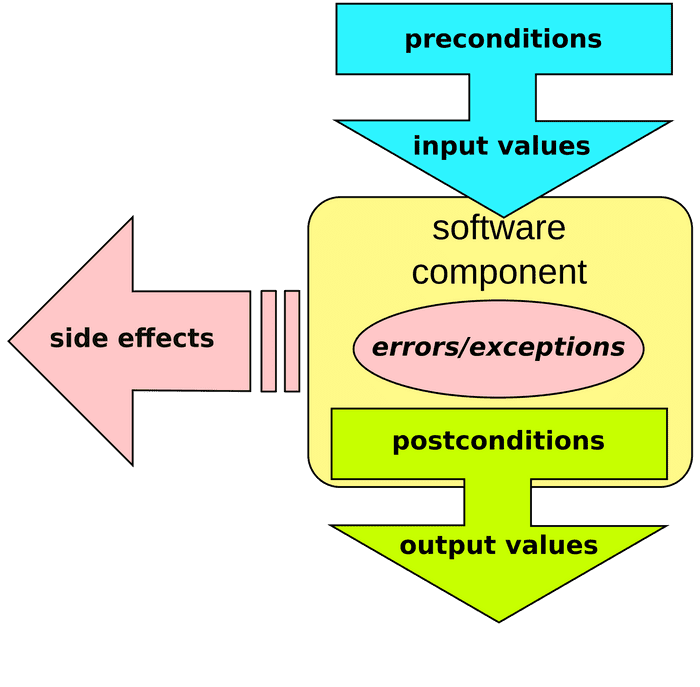 preconditions
input values
software
component
side effects
errors/exceptions
postconditions
output values